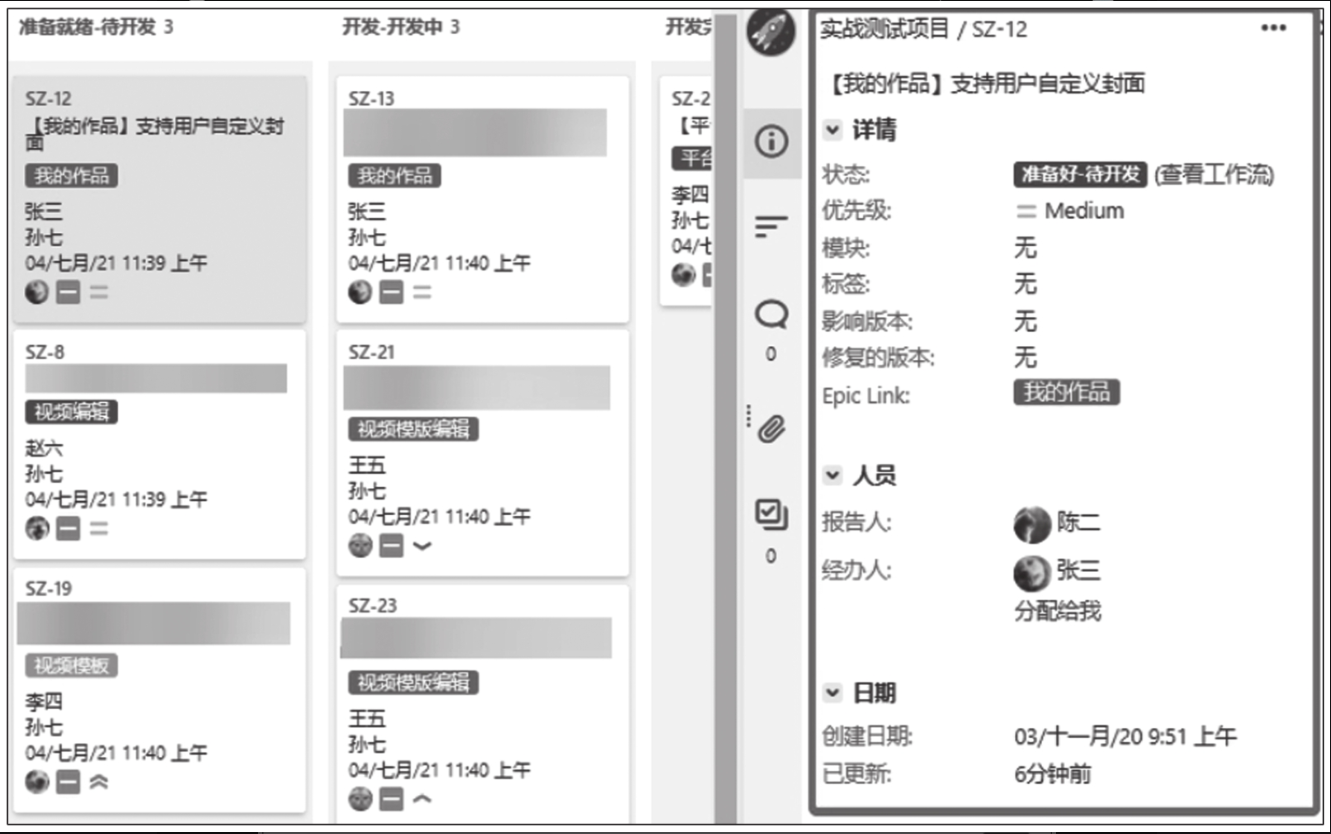 准备就绪-待开发 3
SZ-12
【我的作品】支持用户自定义封
面
我的作品
张三
孙七
04/七月/21 11:39 上午
SZ-8
视频编辑
赵六
孙七
04/七月/21 11:39 上午
SZ-19
视频模板
李四
孙七
04/七月/21 11:40 上午
开发-开发中 3
SZ-13
我的作品
张三
孙七
04/七月/21 11:40 上午
SZ-21
视频模版编辑
王五
孙七
04/七月/21 11:40 上午
SZ-23
视频模版编辑
王五
孙七
04/七月/21 11:40 上午
开发
SZ-2
【平
平台
李四
孙七
04/七
0
0
实战测试项目 / SZ-12
【我的作品】支持用户自定义封面
详情
状态: 准备好-待开发 (查看工作流)
优先级: Medium
模块: 无
标签: 无
影响版本: 无
修复的版本: 无
Epic Link: 我的作品
人员
报告人: 陈二
经办人: 张三
分配给我
日期
创建日期: 03/十一月/20 9:51 上午
已更新: 6分钟前